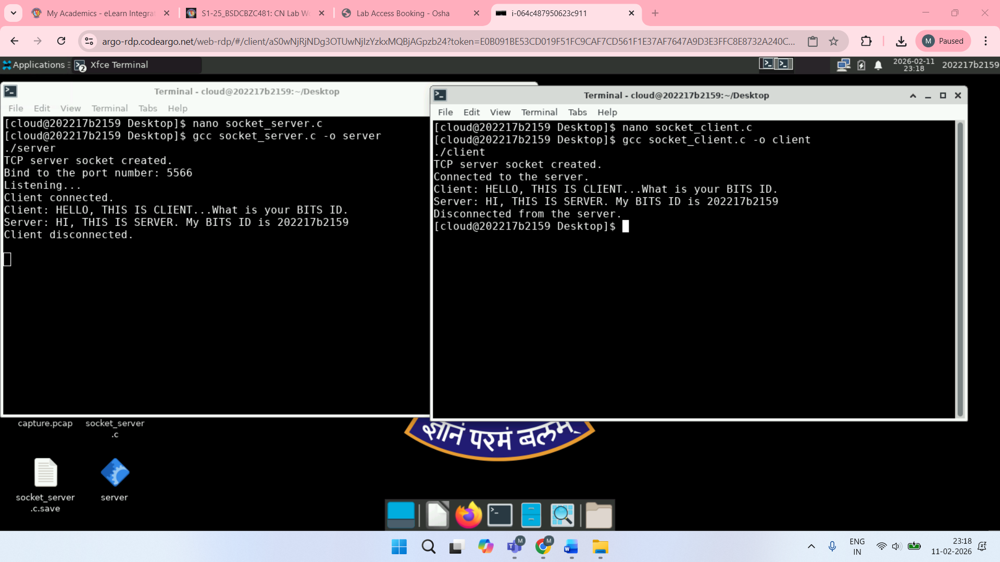 My Academics - eLearn Integrat
S1-25_BSDCBZC481: CN Lab Wo
Lab Access Booking - Osha
i-064c487950623c911
argo-rdp.codeargo.net/web-rdp/#/client/aS0wNjRjNDg3OTUwNjIzYzkxMQBjAGpzb24?token=E0B091BE53CD019F51FC9CAF7CD561F1E37AF7647A9D3E3FFC8E8732A240C...
M Paused
Applications
2 Xfce Terminal
2026-02-11
23:18
202217b2159
Terminal - cloud@202217b2159:~/Desktop
File Edit View Terminal Tabs Help
[cloud@202217b2159 Desktop]$ nano socket_server.c
[cloud@202217b2159 Desktop]$ gcc socket_server.c -o server
./server
TCP server socket created.
Bind to the port number: 5566
Listening...
Client connected.
Client: HELLO, THIS IS CLIENT...What is your BITS ID.
Server: HI, THIS IS SERVER. My BITS ID is 202217b2159
Client disconnected.
Terminal - cloud@202217b2159:~/Desktop
File Edit View Terminal Tabs Help
[cloud@202217b2159 Desktop]$ nano socket_client.c
[cloud@202217b2159 Desktop]$ gcc socket_client.c -o client
./client
TCP server socket created.
Connected to the server.
Client: HELLO, THIS IS CLIENT...What is your BITS ID.
Server: HI, THIS IS SERVER. My BITS ID is 202217b2159
Disconnected from the server.
[cloud@202217b2159 Desktop]$
capture.pcap
socket_server
.c
ज्ञानं परमं बलम्
socket_server
.c.save
server
M
M
ENG
IN
23:18
11-02-2026